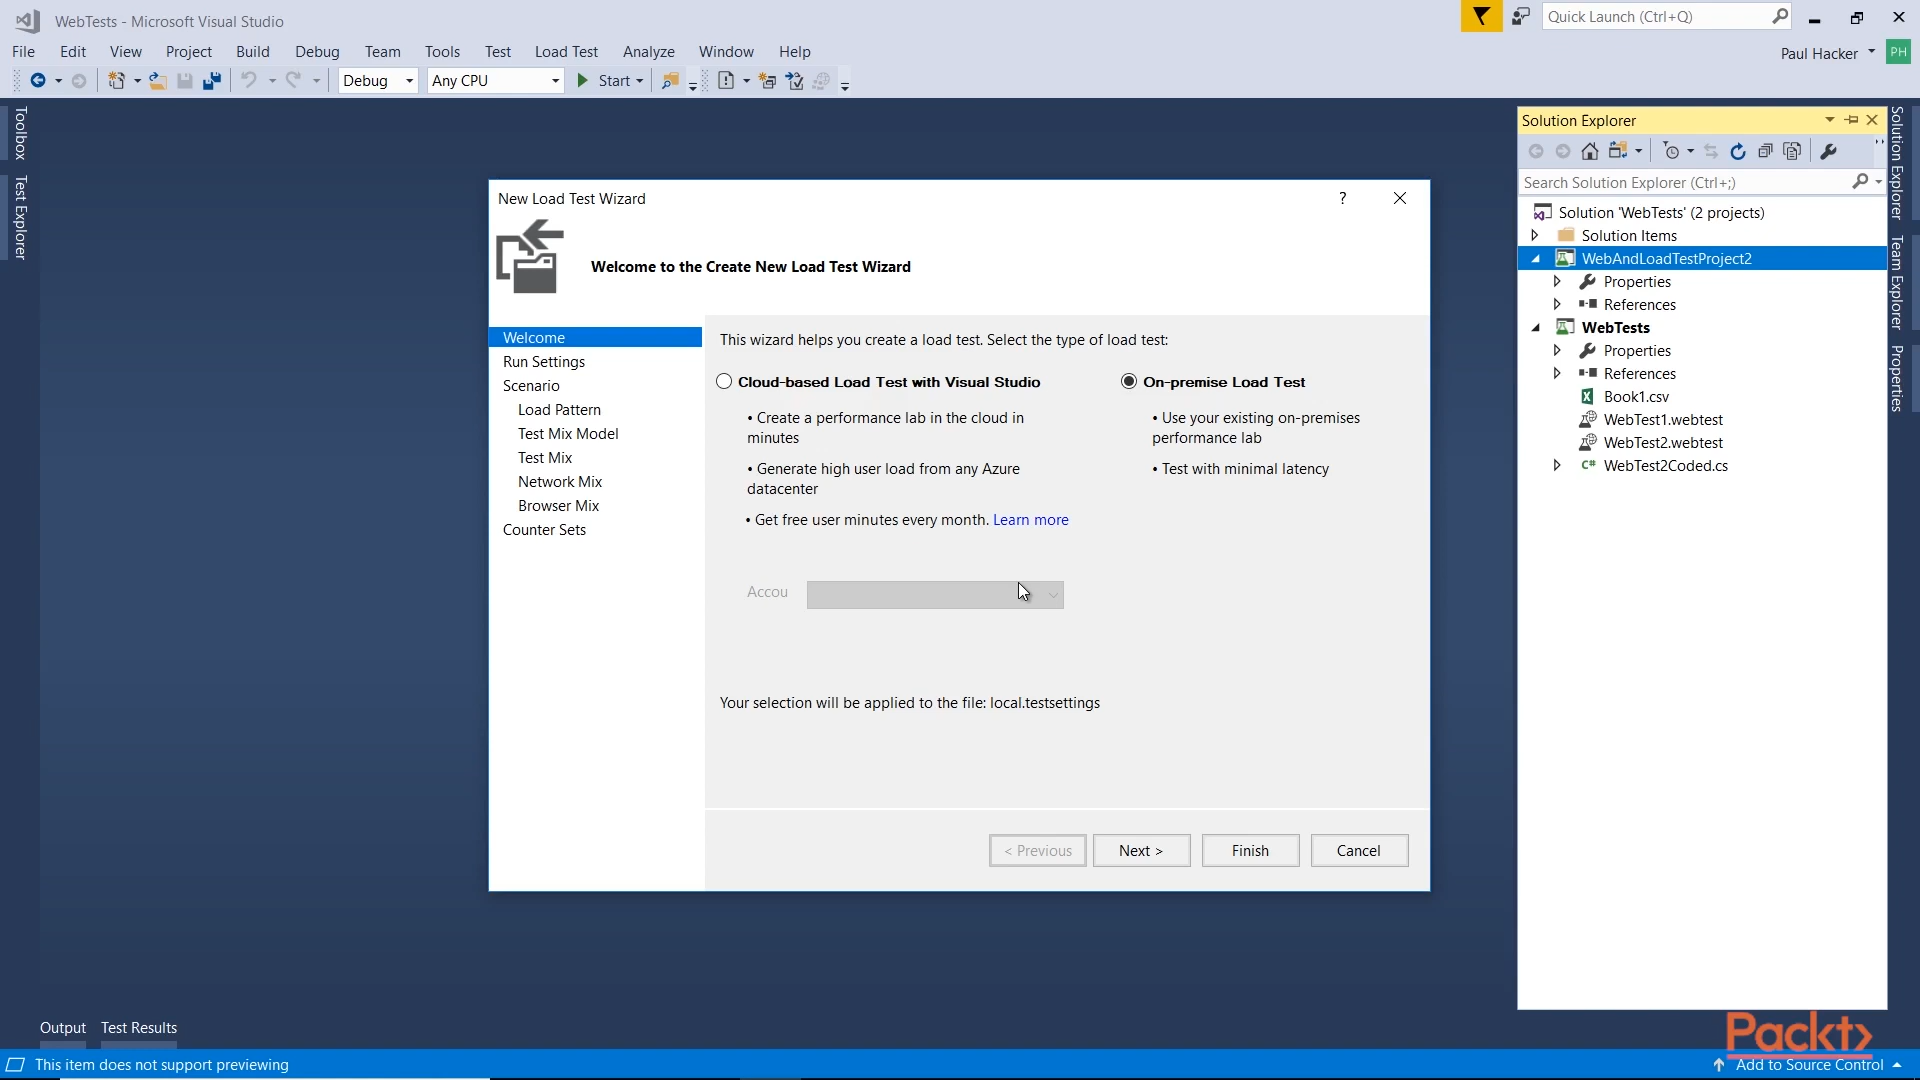 WebTests - Microsoft Visual Studio
Quick Launch (Ctrl+Q)
File Edit View Project Build Debug Team Tools Test Load Test Analyze Window Help
Paul Hacker PH
Debug Any CPU Start
Toolbox
Test Explorer
New Load Test Wizard
?
Welcome to the Create New Load Test Wizard
Welcome
Run Settings
Scenario
Load Pattern
Test Mix Model
Test Mix
Network Mix
Browser Mix
Counter Sets
This wizard helps you create a load test. Select the type of load test:
Cloud-based Load Test with Visual Studio
• Create a performance lab in the cloud in
minutes
• Generate high user load from any Azure
datacenter
• Get free user minutes every month. Learn more
Accou
On-premise Load Test
• Use your existing on-premises
performance lab
• Test with minimal latency
Your selection will be applied to the file: local.testsettings
< Previous Next > Finish Cancel
Solution Explorer
Search Solution Explorer (Ctrl+;)
Solution 'WebTests' (2 projects)
Solution Items
WebAndLoadTestProject2
Properties
References
WebTests
Properties
References
Book1.csv
WebTest1.webtest
WebTest2.webtest
C# WebTest2Coded.cs
Solution Explorer
Team Explorer
Properties
Output Test Results
Packt>
This item does not support previewing
Add to Source Control